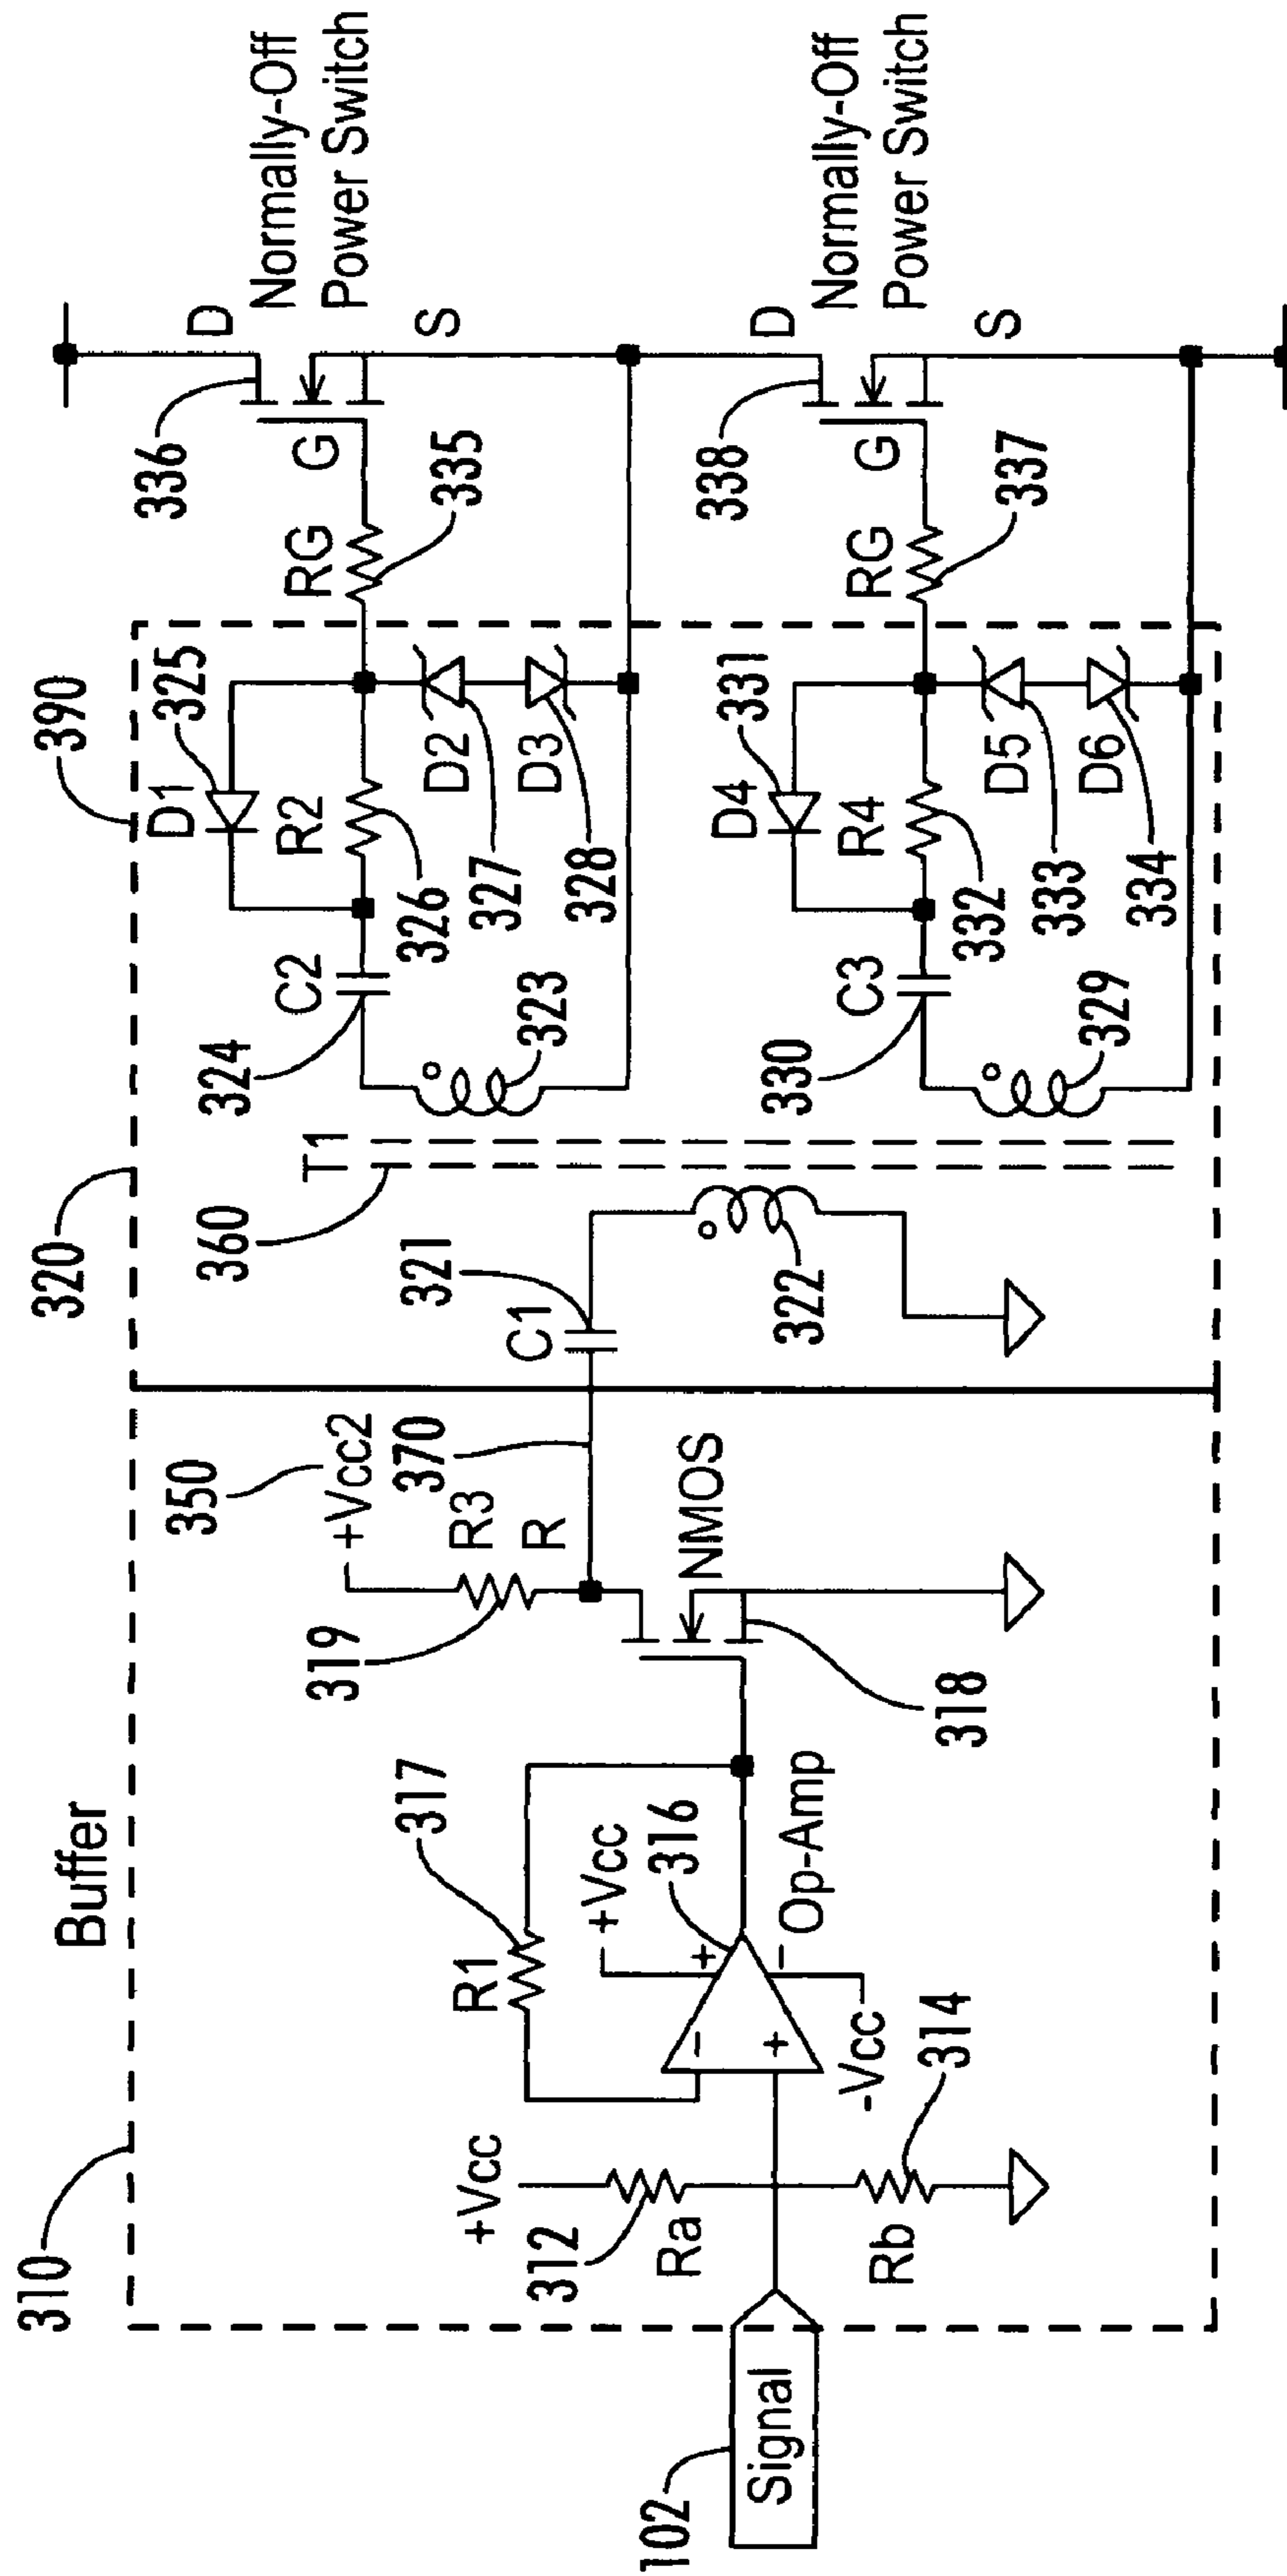 Buffer
310
320
390
102
Signal
+Vcc
312
Ra
Rb
314
R1
317
+Vcc
316
-
+
+
-
-Vcc
Op-Amp
350
+Vcc2
319
R3
R
370
NMOS
318
C1
321
360
T1
322
324
C2
323
D1
325
R2
326
D2
327
D3
328
RG
335
336
D
G
S
Normally-Off
Power Switch
330
C3
329
D4
331
R4
332
D5
333
D6
334
RG
337
338
D
G
S
Normally-Off
Power Switch